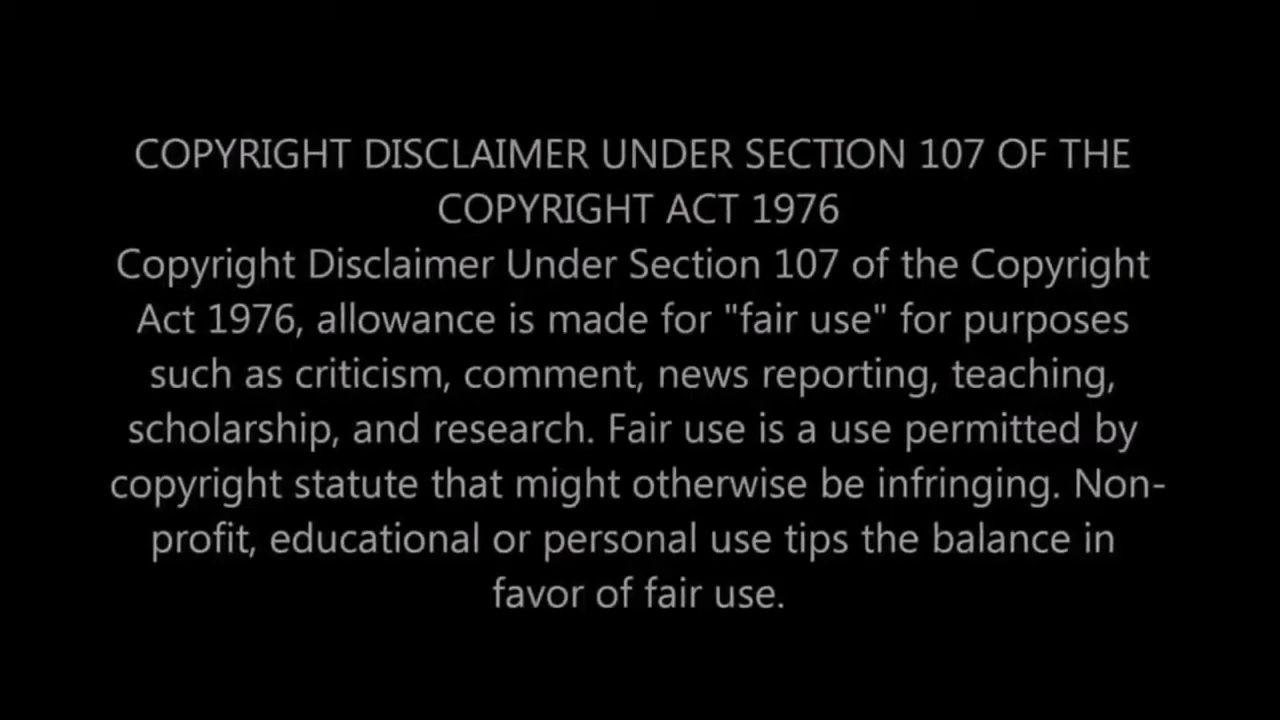 COPYRIGHT DISCLAIMER UNDER SECTION 107 OF THE
COPYRIGHT ACT 1976
Copyright Disclaimer Under Section 107 of the Copyright
Act 1976, allowance is made for "fair use" for purposes
such as criticism, comment, news reporting, teaching,
scholarship, and research. Fair use is a use permitted by
copyright statute that might otherwise be infringing. Non-
profit, educational or personal use tips the balance in
favor of fair use.